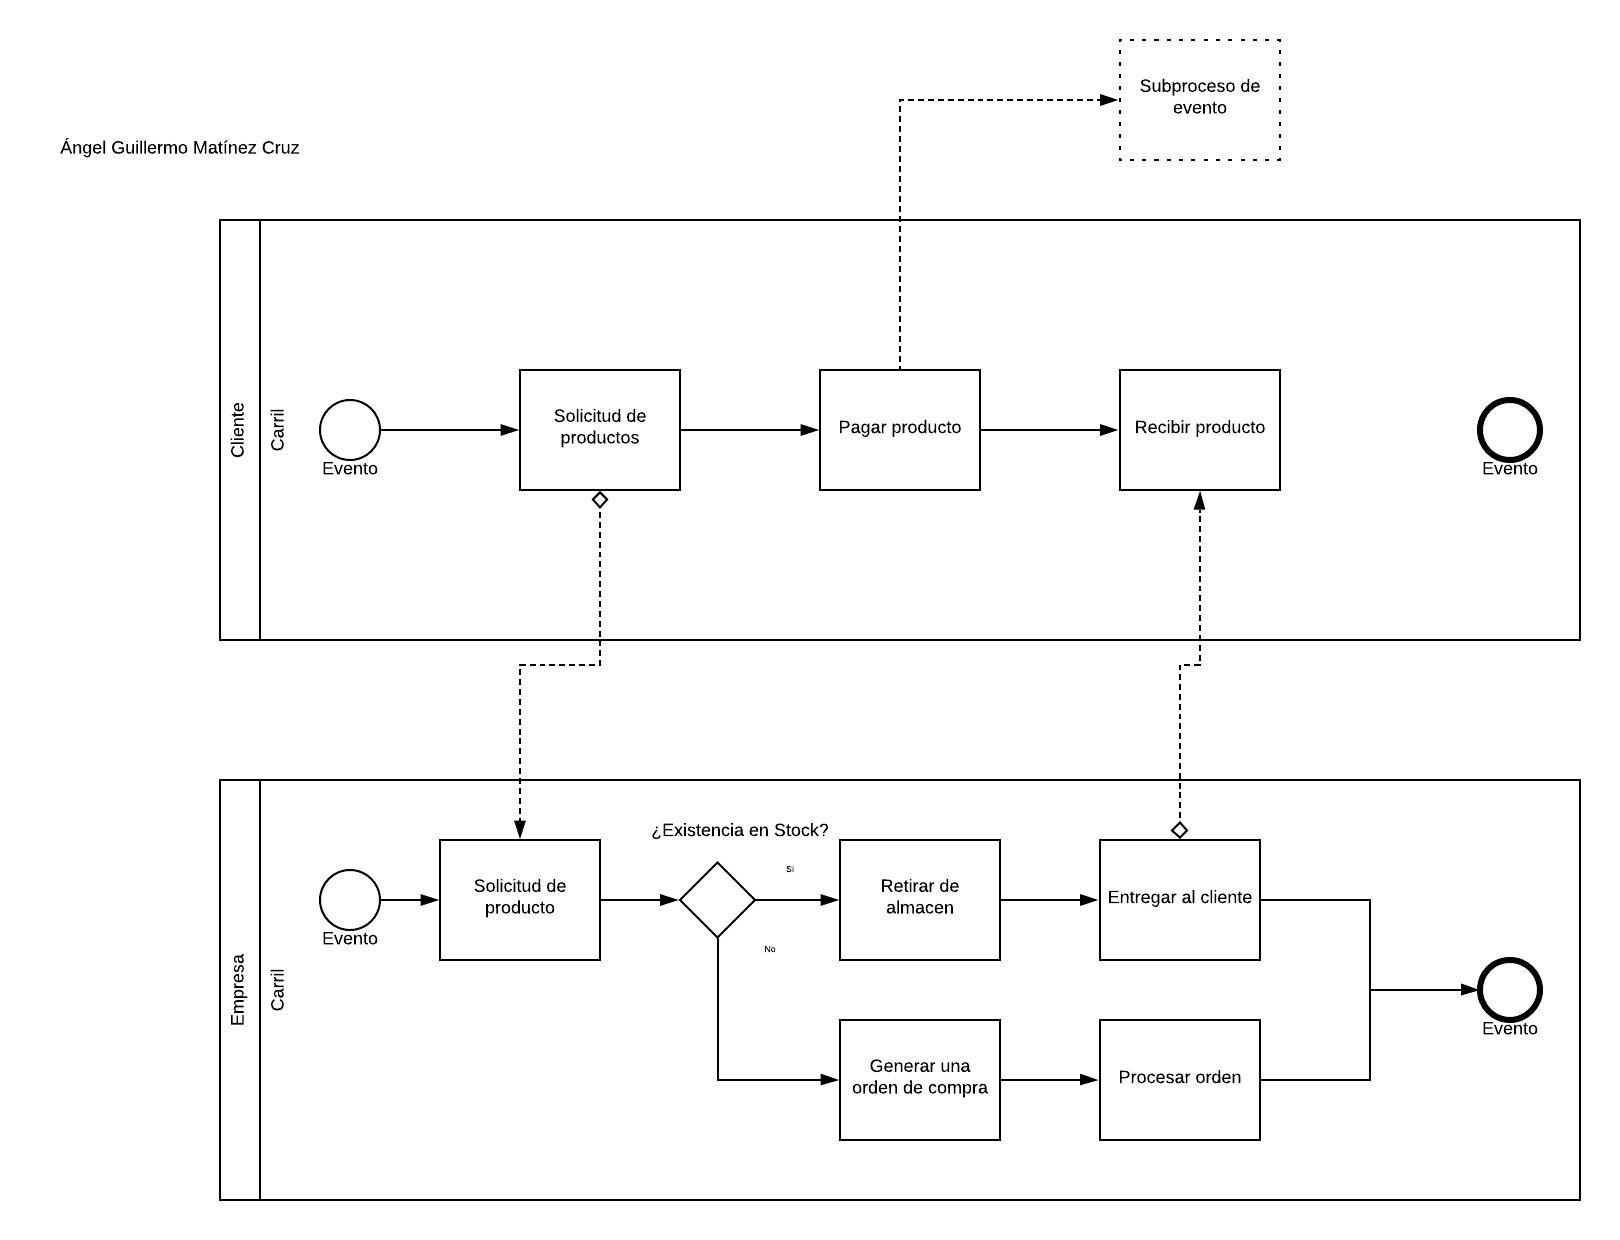 Subproceso de
evento
Ángel Guillermo Matínez Cruz
Cliente
Carril
Evento
Solicitud de
productos
Pagar producto
Recibir producto
Evento
Empresa
Carril
Evento
Solicitud de
producto
¿Existencia en Stock?
Si
No
Retirar de
almacen
Entregar al cliente
Generar una
orden de compra
Procesar orden
Evento